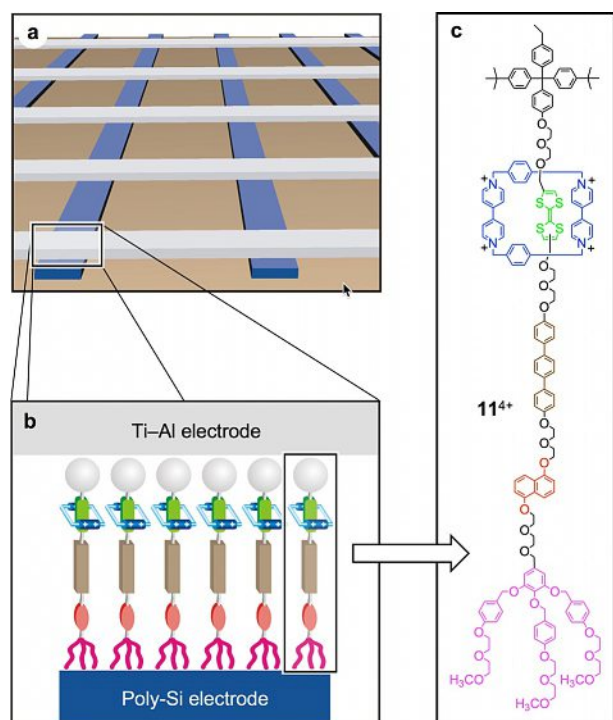 a
c
O
O
O
+N N+
S S
S S
+N N+
O
O
O
11⁴⁺
O
O
O
O
O
O
O O
O
O O
O O
O
H₃CO H₃CO
O
H₃CO
b
Ti–Al electrode
Poly-Si electrode